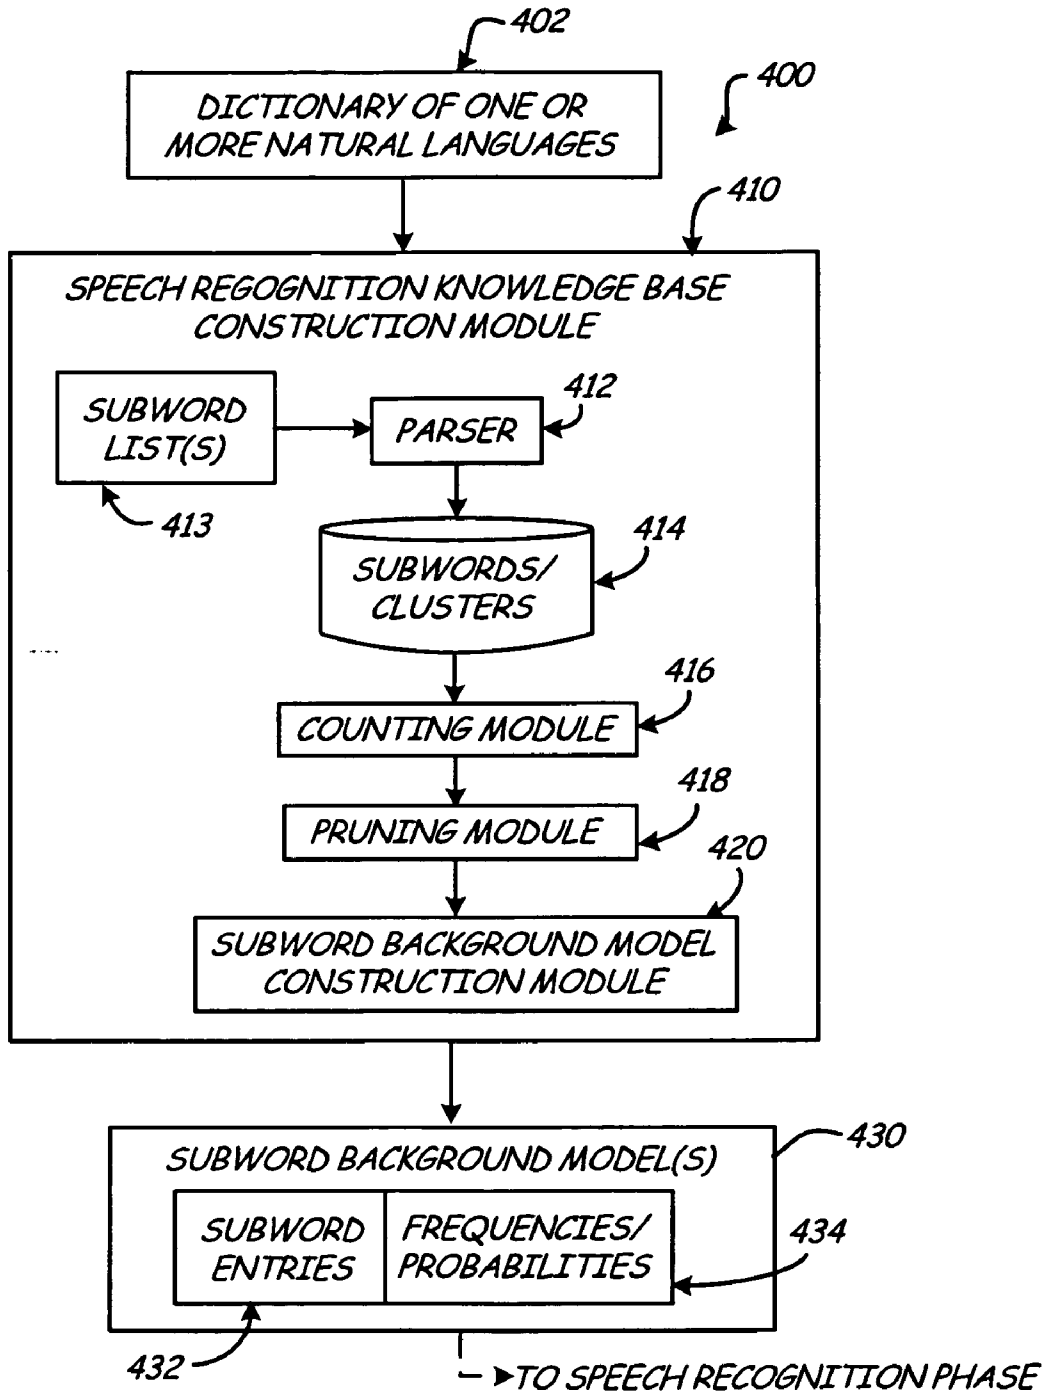 402
DICTIONARY OF ONE OR
MORE NATURAL LANGUAGES
400
410
SPEECH REGOGNITION KNOWLEDGE BASE
CONSTRUCTION MODULE
SUBWORD
LIST(S)
413
412
PARSER
414
SUBWORDS/
CLUSTERS
416
COUNTING MODULE
418
PRUNING MODULE
420
SUBWORD BACKGROUND MODEL
CONSTRUCTION MODULE
430
SUBWORD BACKGROUND MODEL(S)
SUBWORD
ENTRIES
FREQUENCIES/
PROBABILITIES
434
432
TO SPEECH RECOGNITION PHASE